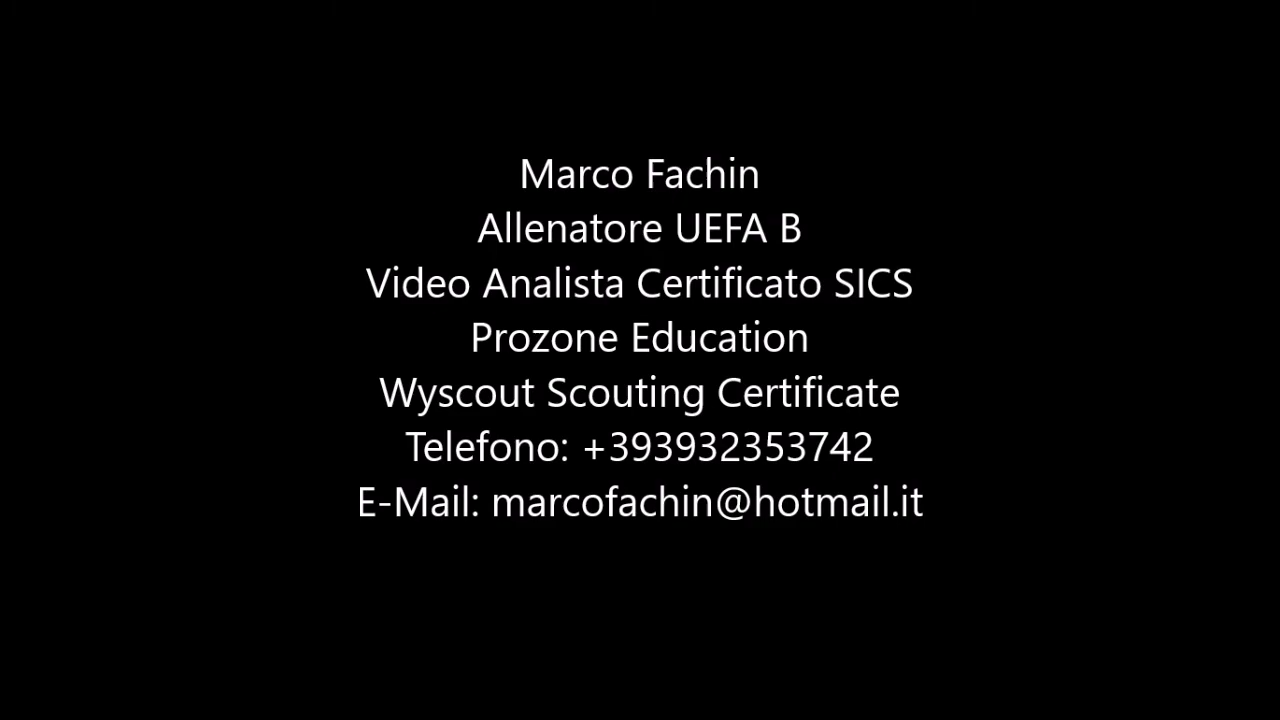 Marco Fachin
Allenatore UEFA B
Video Analista Certificato SICS
Prozone Education
Wyscout Scouting Certificate
Telefono: +393932353742
E-Mail: marcofachin@hotmail.it